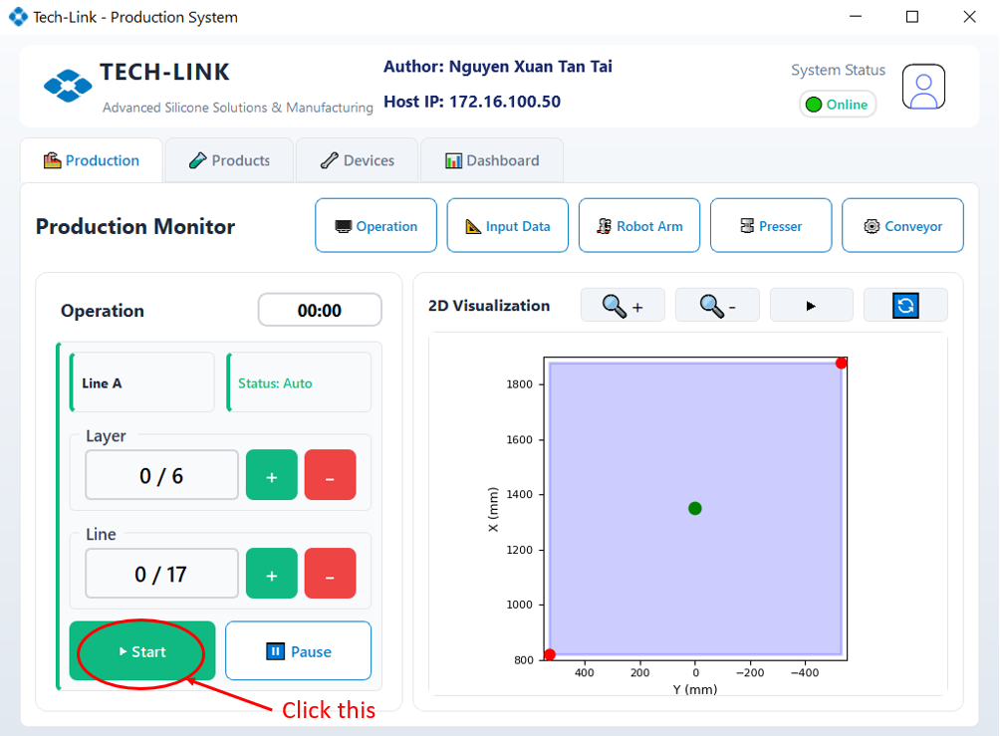 Tech-Link - Production System
TECH-LINK
Advanced Silicone Solutions & Manufacturing
Author: Nguyen Xuan Tan Tai
Host IP: 172.16.100.50
System Status
Online
Production
Products
Devices
Dashboard
Production Monitor
Operation
Input Data
Robot Arm
Presser
Conveyor
Operation
00:00
Line A
Status: Auto
Layer
0 / 6
+
-
Line
0 / 17
+
-
Start
Pause
Click this
2D Visualization
+
-
1800
1600
1400
1200
1000
800
X (mm)
400 200 0 −200 −400
Y (mm)